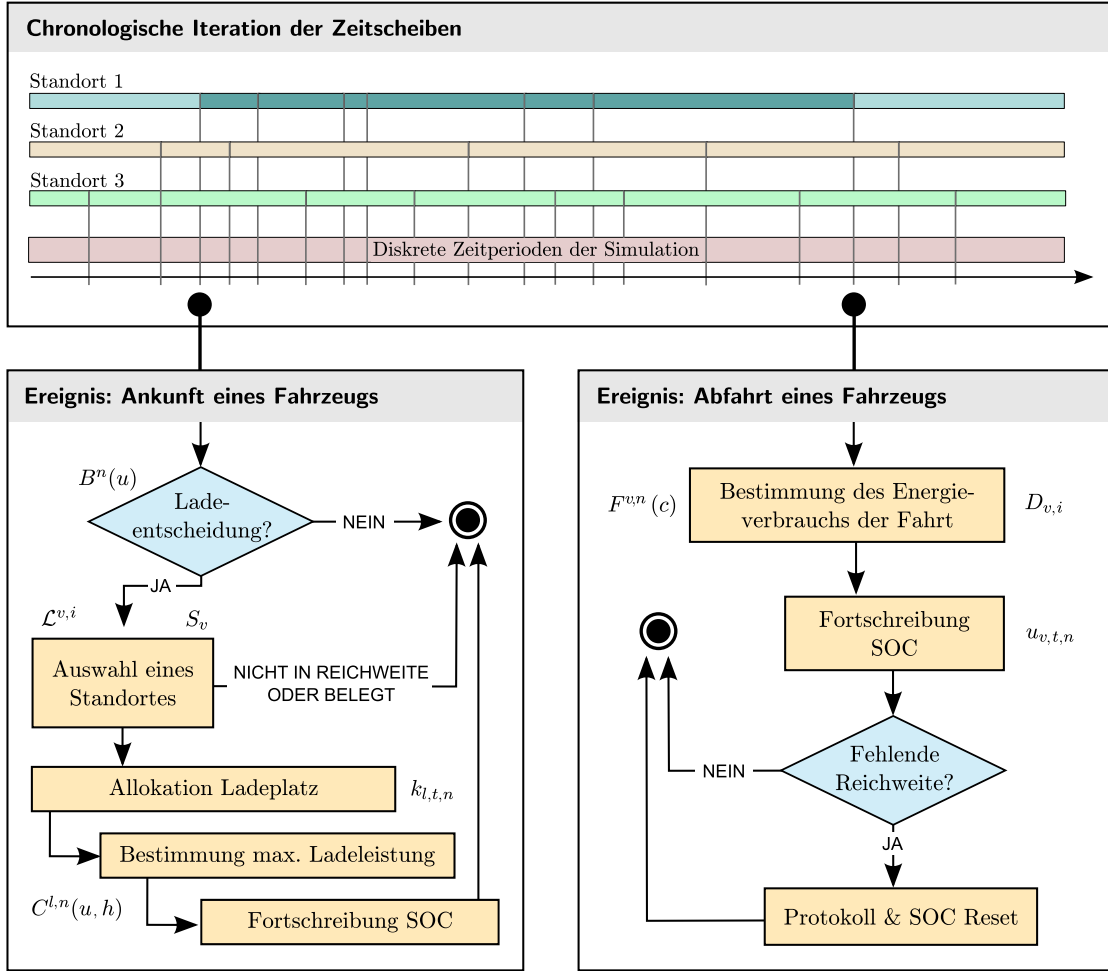 Chronologische Iteration der Zeitscheiben
Standort 1
Standort 2
Standort 3
Diskrete Zeitperioden der Simulation
Ereignis: Ankunft eines Fahrzeugs
B^n(u)
Lade-
entscheidung?
NEIN
JA
𝓛^{v,i}
S_v
Auswahl eines
Standortes
NICHT IN REICHWEITE
ODER BELEGT
Allokation Ladeplatz
k_{l,t,n}
Bestimmung max. Ladeleistung
C^{l,n}(u, h)
Fortschreibung SOC
Ereignis: Abfahrt eines Fahrzeugs
F^{v,n}(c)
Bestimmung des Energie-
verbrauchs der Fahrt
D_{v,i}
Fortschreibung
SOC
u_{v,t,n}
Fehlende
Reichweite?
NEIN
JA
Protokoll & SOC Reset